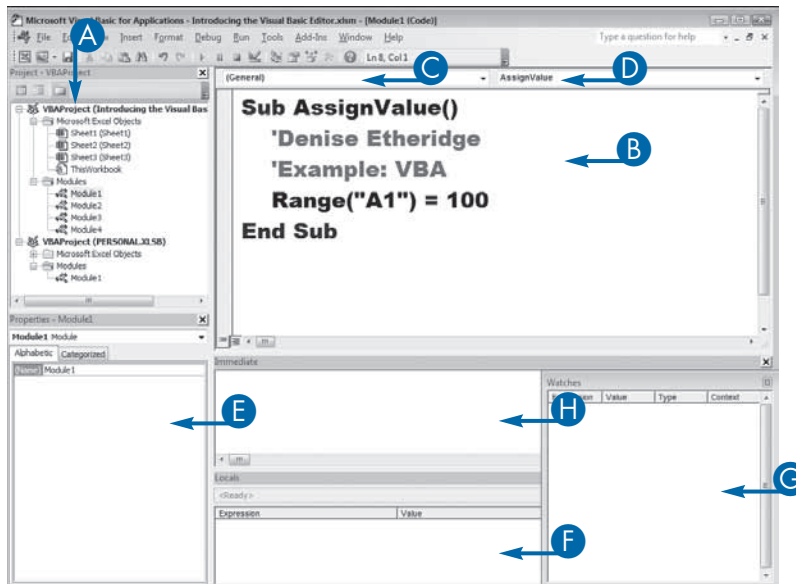 Microsoft Visual Basic for Applications - Introducing the Visual Basic Editor.xlsm - [Module1 (Code)]
File Insert Format Debug Run Tools Add-Ins Window Help Type a question for help
A
Ln 8, Col 1
Project - VBAProject
VBAProject (Introducing the Visual Bas
Microsoft Excel Objects
Sheet1 (Sheet1)
Sheet2 (Sheet2)
Sheet3 (Sheet3)
ThisWorkbook
Modules
Module1
Module2
Module3
Module4
VBAProject (PERSONAL.XLSB)
Microsoft Excel Objects
Modules
Module1
(General) C AssignValue D
Sub AssignValue()
'Denise Etheridge
'Example: VBA
Range("A1") = 100
End Sub
B
Properties - Module1
Module1 Module
Alphabetic Categorized
(Name) Module1
E
Immediate
H
Watches
Expression Value Type Context
G
Locals
<Ready>
Expression Value
F